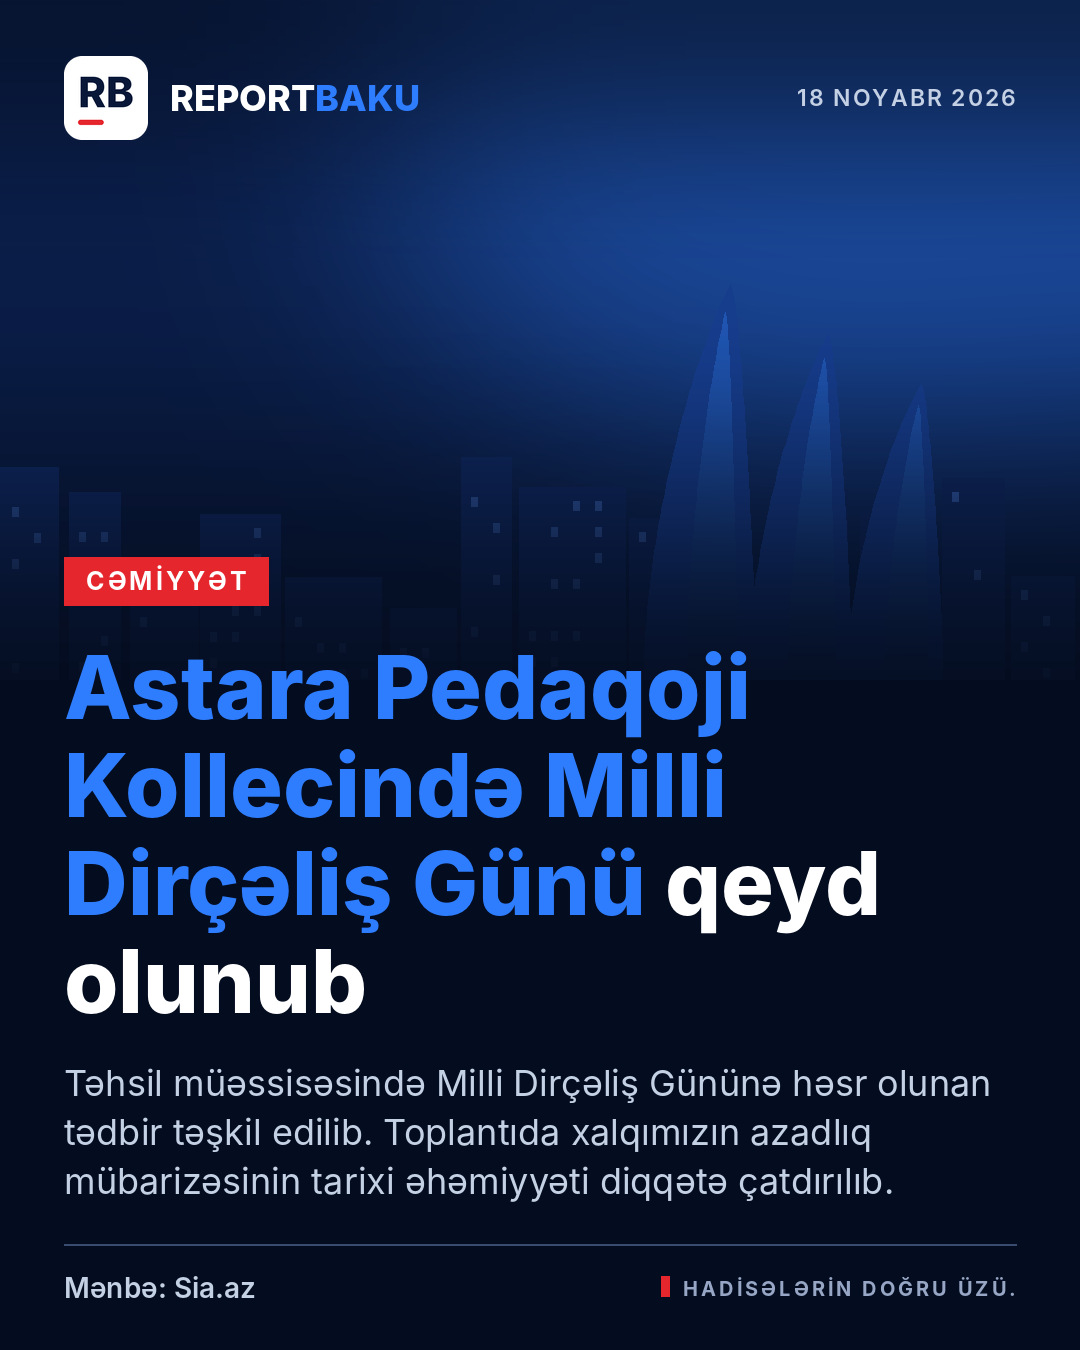 RB
REPORTBAKU
18 NOYABR 2026
CƏMİYYƏT
Astara Pedaqoji
Kollecində Milli
Dirçəliş Günü qeyd
olunub
Təhsil müəssisəsində Milli Dirçəliş Gününə həsr olunan
tədbir təşkil edilib. Toplantıda xalqımızın azadlıq
mübarizəsinin tarixi əhəmiyyəti diqqətə çatdırılıb.
Mənbə: Sia.az
HADİSƏLƏRİN DOĞRU ÜZÜ.